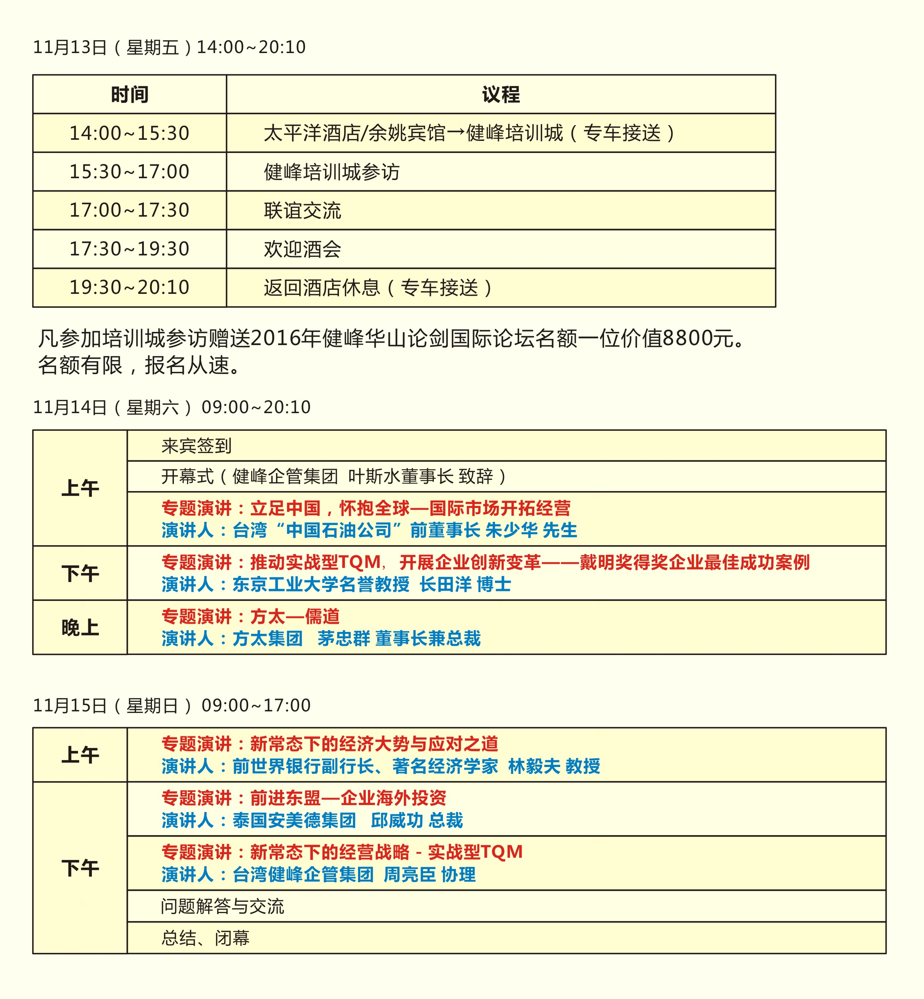 11月13日（星期五）14:00~20:10
时间 议程
14:00~15:30 太平洋酒店/余姚宾馆→健峰培训城（专车接送）
15:30~17:00 健峰培训城参访
17:00~17:30 联谊交流
17:30~19:30 欢迎酒会
19:30~20:10 返回酒店休息（专车接送）
凡参加培训城参访赠送2016年健峰华山论剑国际论坛名额一位价值8800元。
名额有限，报名从速。
11月14日（星期六） 09:00~20:10
上午
来宾签到
开幕式（健峰企管集团 叶斯水董事长 致辞）
专题演讲：立足中国，怀抱全球—国际市场开拓经营
演讲人：台湾“中国石油公司”前董事长 朱少华 先生
下午
专题演讲：推动实战型TQM，开展企业创新变革——戴明奖得奖企业最佳成功案例
演讲人：东京工业大学名誉教授 长田洋 博士
晚上
专题演讲：方太—儒道
演讲人：方太集团 茅忠群 董事长兼总裁
11月15日（星期日） 09:00~17:00
上午
专题演讲：新常态下的经济大势与应对之道
演讲人：前世界银行副行长、著名经济学家 林毅夫 教授
下午
专题演讲：前进东盟—企业海外投资
演讲人：泰国安美德集团 邱威功 总裁
专题演讲：新常态下的经营战略 - 实战型TQM
演讲人：台湾健峰企管集团 周亮臣 协理
问题解答与交流
总结、闭幕